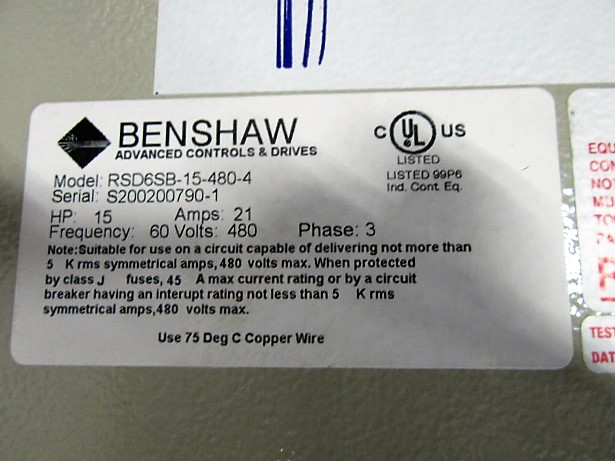 BENSHAW
ADVANCED CONTROLS & DRIVES
C UL US
LISTED
LISTED 99P6
Ind. Cont Eq.
Model: RSD6SB-15-480-4
Serial: S200200790-1
HP: 15 Amps: 21
Frequency: 60 Volts: 480 Phase: 3
Note:Suitable for use on a circuit capable of delivering not more than
5 K rms symmetrical amps,480 volts max. When protected
by class J fuses, 45 A max current rating or by a circuit
breaker having an interupt rating not less than 5 K rms
symmetrical amps,480 volts max.
Use 75 Deg C Copper Wire
EQU
CON
NOT
MU
TO
TEST
DAT